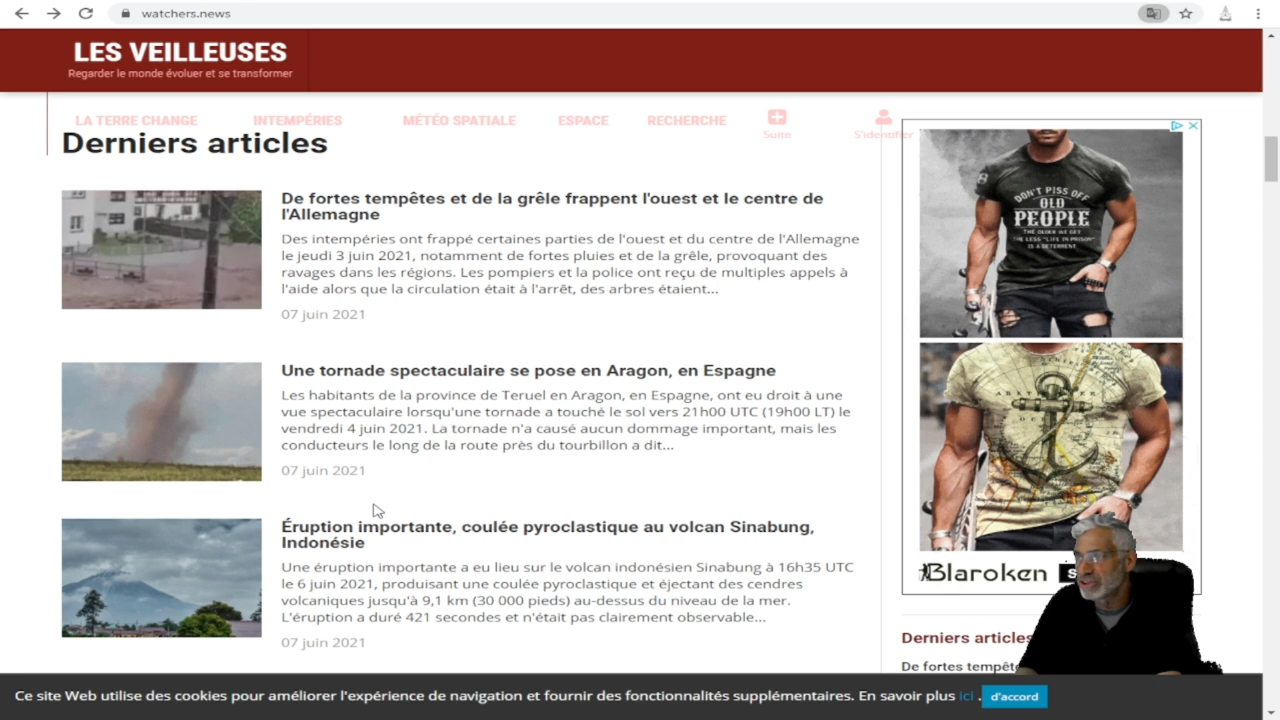 watchers.news
LES VEILLEUSES
Regarder le monde évoluer et se transformer
LA TERRE CHANGE
INTEMPÉRIES
MÉTÉO SPATIALE
ESPACE
RECHERCHE
Suite
S'identifier
Derniers articles
De fortes tempêtes et de la grêle frappent l'ouest et le centre de
l'Allemagne
Des intempéries ont frappé certaines parties de l'ouest et du centre de l'Allemagne
le jeudi 3 juin 2021, notamment de fortes pluies et de la grêle, provoquant des
ravages dans les régions. Les pompiers et la police ont reçu de multiples appels à
l'aide alors que la circulation était à l'arrêt, des arbres étaient...
07 juin 2021
Une tornade spectaculaire se pose en Aragon, en Espagne
Les habitants de la province de Teruel en Aragon, en Espagne, ont eu droit à une
vue spectaculaire lorsqu'une tornade a touché le sol vers 21h00 UTC (19h00 LT) le
vendredi 4 juin 2021. La tornade n'a causé aucun dommage important, mais les
conducteurs le long de la route près du tourbillon a dit...
07 juin 2021
Éruption importante, coulée pyroclastique au volcan Sinabung,
Indonésie
Une éruption importante a eu lieu sur le volcan indonésien Sinabung à 16h35 UTC
le 6 juin 2021, produisant une coulée pyroclastique et éjectant des cendres
volcaniques jusqu'à 9,1 km (30 000 pieds) au-dessus du niveau de la mer.
L'éruption a duré 421 secondes et n'était pas clairement observable...
07 juin 2021
DON'T PISS OFF
OLD
PEOPLE
THE OLDER WE GET
THE LESS "LIFE IN PRISON"
IS A DETERRENT
Blaroken
Derniers articles
De fortes tempête
Ce site Web utilise des cookies pour améliorer l'expérience de navigation et fournir des fonctionnalités supplémentaires. En savoir plus ici .
d'accord